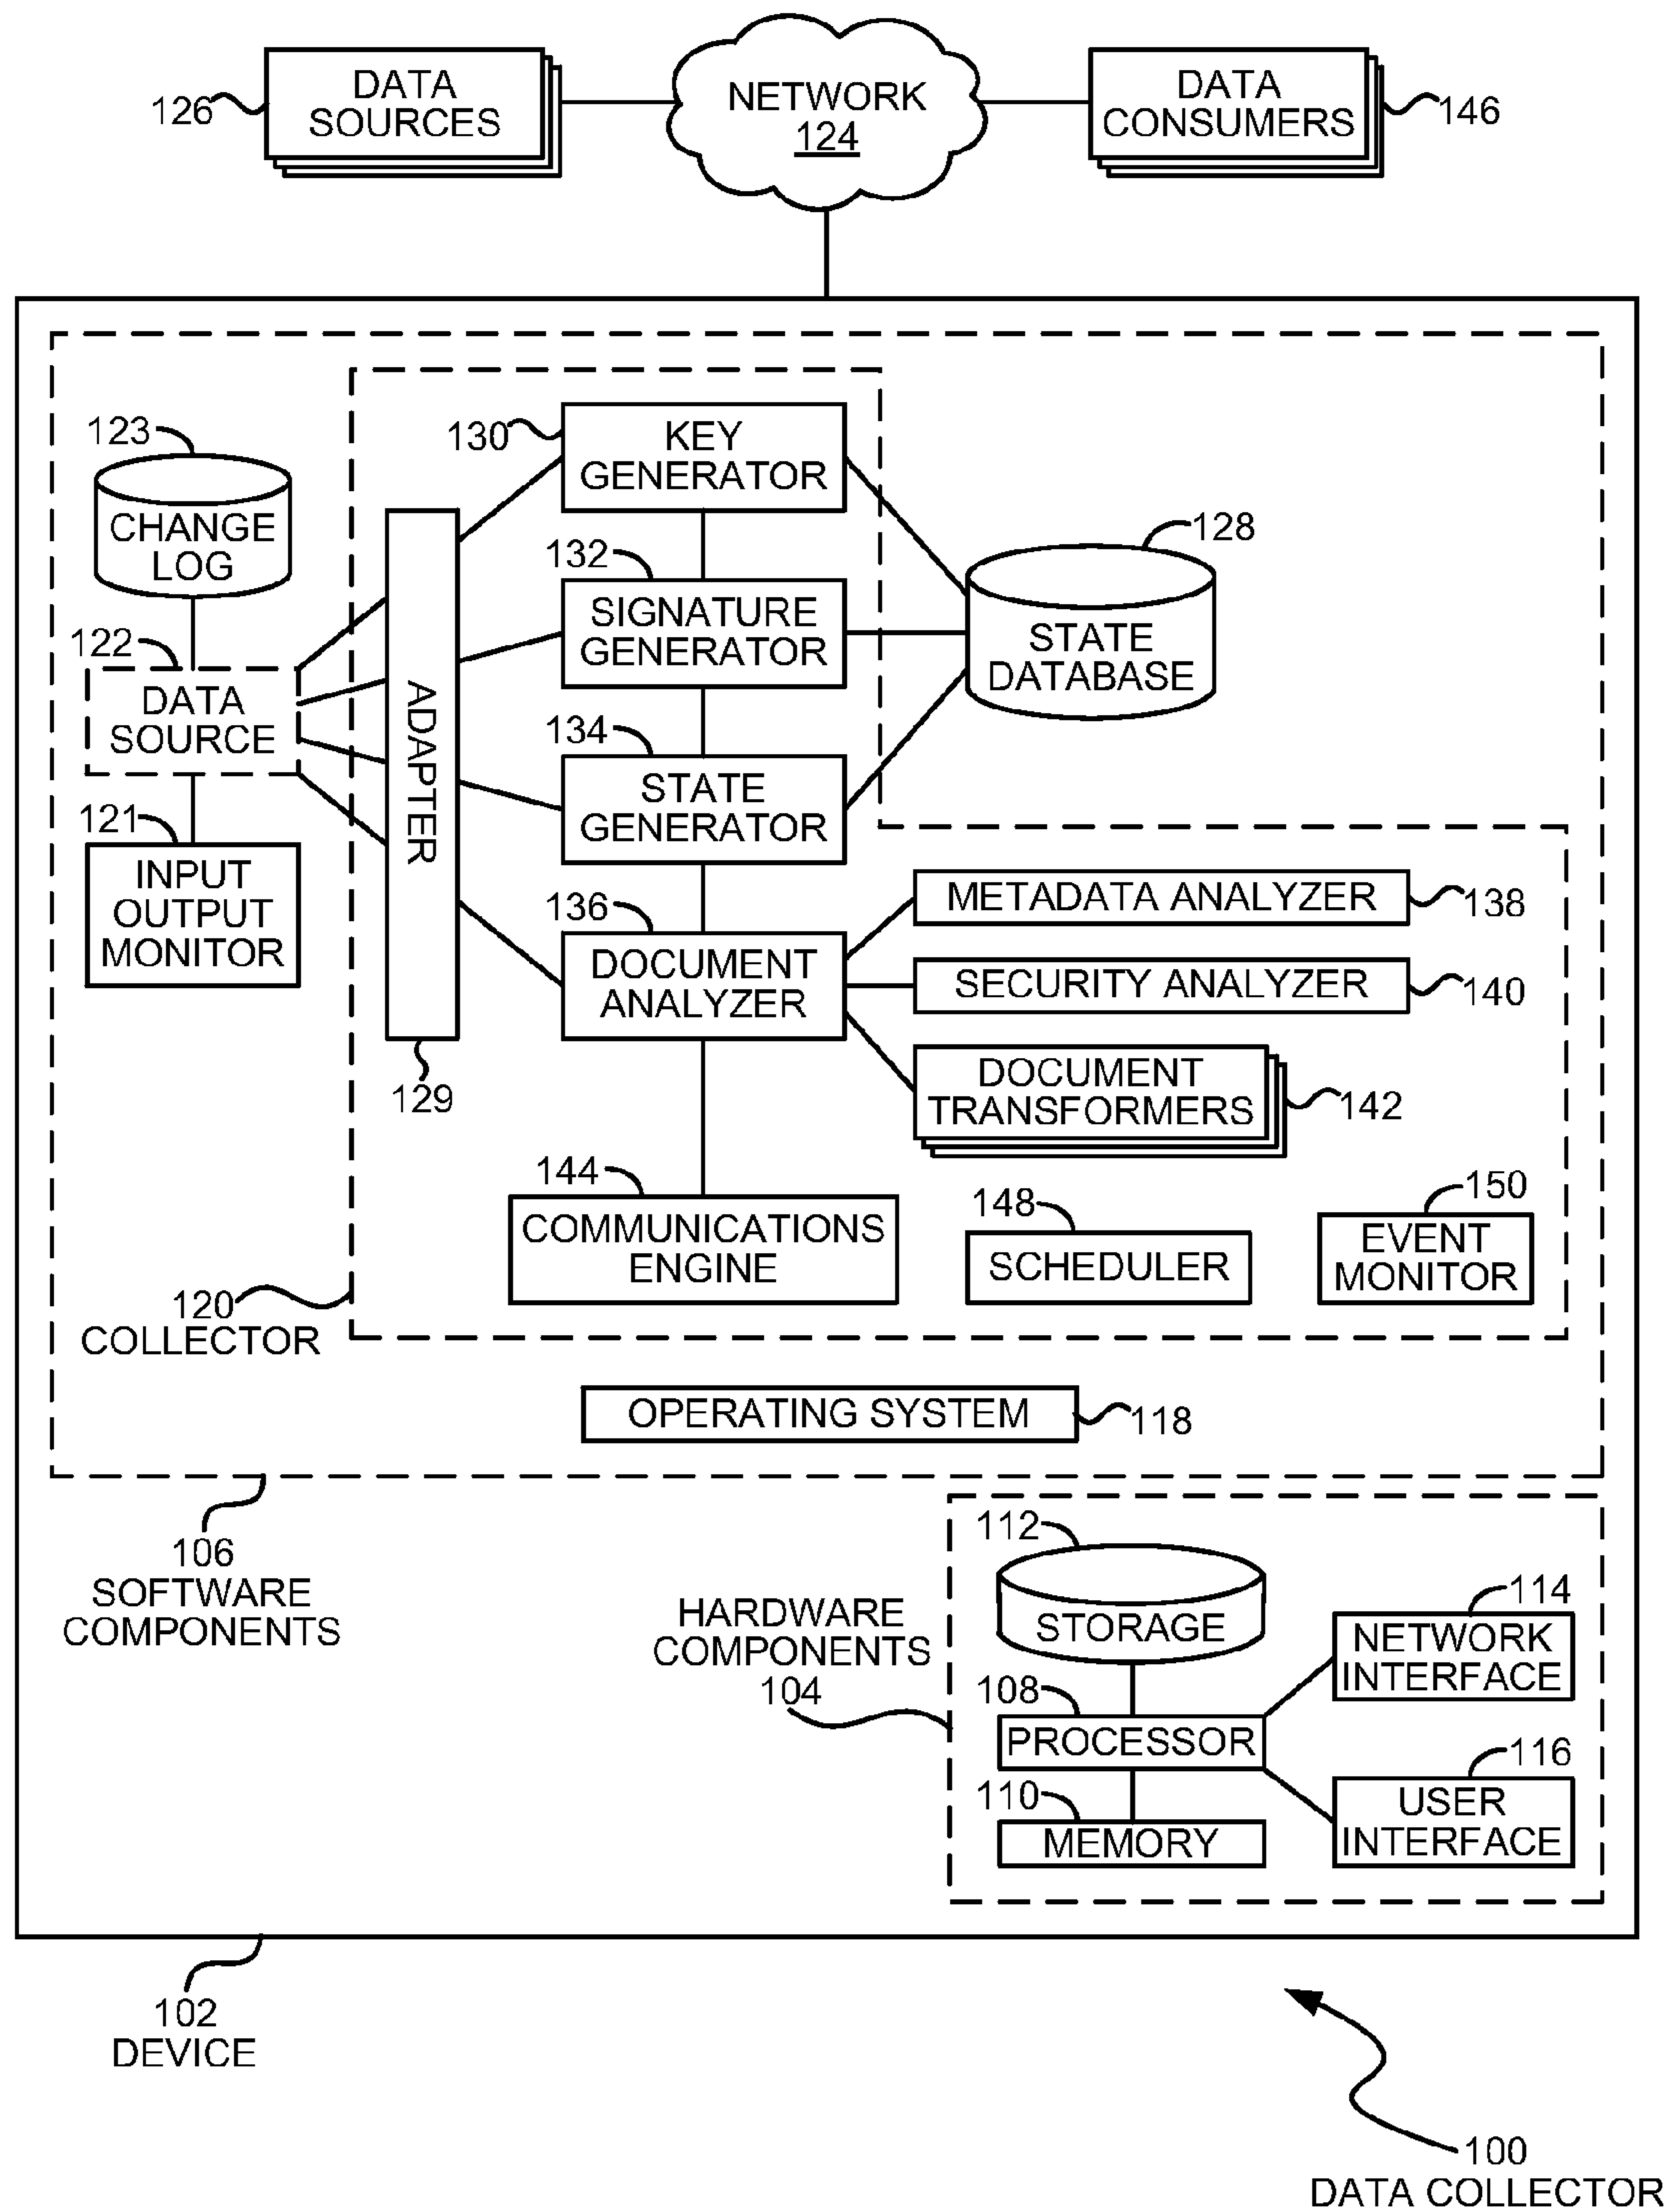 126
DATA
SOURCES
NETWORK
124
DATA
CONSUMERS
146
123
CHANGE
LOG
122
DATA
SOURCE
121
INPUT
OUTPUT
MONITOR
ADAPTER
129
130
KEY
GENERATOR
132
SIGNATURE
GENERATOR
134
STATE
GENERATOR
136
DOCUMENT
ANALYZER
128
STATE
DATABASE
METADATA ANALYZER
138
SECURITY ANALYZER
140
DOCUMENT
TRANSFORMERS
142
144
COMMUNICATIONS
ENGINE
148
SCHEDULER
150
EVENT
MONITOR
120
COLLECTOR
OPERATING SYSTEM
118
106
SOFTWARE
COMPONENTS
HARDWARE
COMPONENTS
104
112
STORAGE
108
PROCESSOR
110
MEMORY
114
NETWORK
INTERFACE
116
USER
INTERFACE
102
DEVICE
100
DATA COLLECTOR